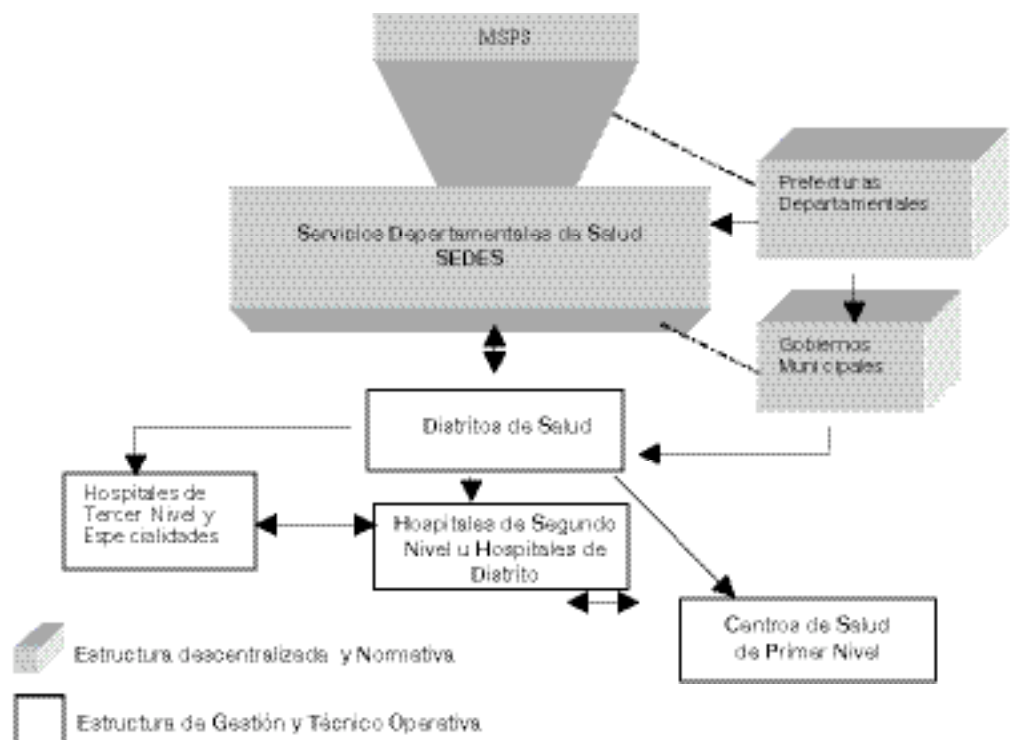 MSPS
Prefecturas
Departamentales
Servicios Departamentales de Salud
SEDES
Gobiernos
Municipales
Distritos de Salud
Hospitales de
Tercer Nivel y
Especialidades
Hospitales de Segundo
Nivel u Hospitales de
Distrito
Centros de Salud
de Primer Nivel
Estructura descentralizada y Normativa
Estructura de Gestión y Técnico Operativa